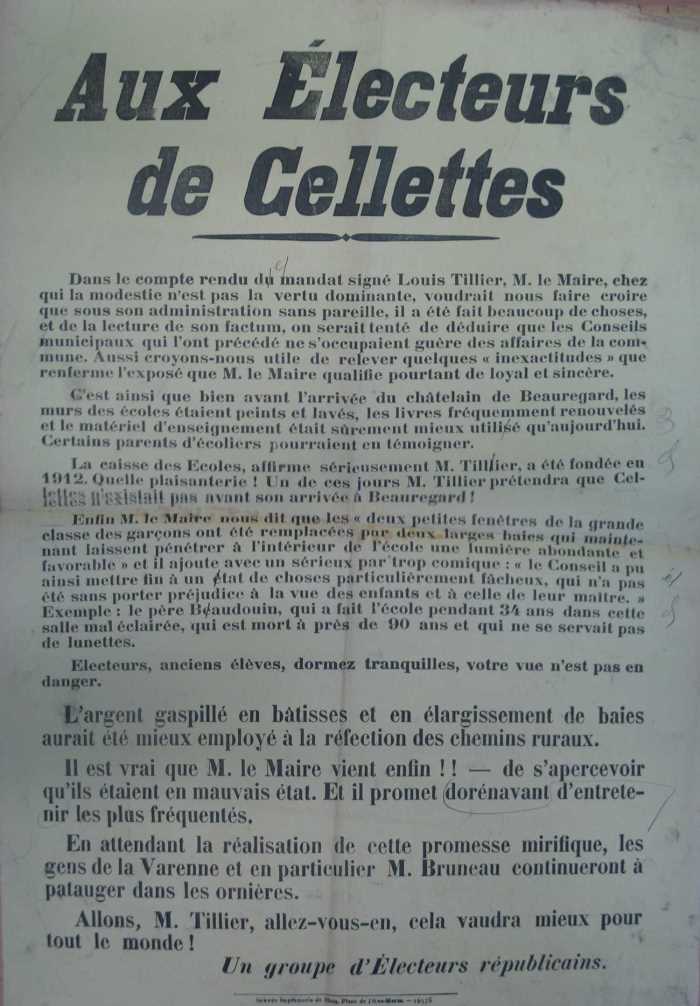 Aux Électeurs
de Cellettes
Dans le compte rendu du mandat signé Louis Tillier, M. le Maire, chez
qui la modestie n'est pas la vertu dominante, voudrait nous faire croire
que sous son administration sans pareille, il a été fait beaucoup de choses,
et de la lecture de son factum, on serait tenté de déduire que les Conseils
municipaux qui l'ont précédé ne s'occupaient guère des affaires de la com-
mune. Aussi croyons-nous utile de relever quelques « inexactitudes » que
renferme l'exposé que M. le Maire qualifie pourtant de loyal et sincère.
C'est ainsi que bien avant l'arrivée du châtelain de Beauregard, les
murs des écoles étaient peints et lavés, les livres fréquemment renouvelés
et le matériel d'enseignement était sûrement mieux utilisé qu'aujourd'hui.
Certains parents d'écoliers pourraient en témoigner.
La caisse des Ecoles, affirme sérieusement M. Tillier, a été fondée en
1912. Quelle plaisanterie ! Un de ces jours M. Tillier prétendra que Cel-
lettes n'existait pas avant son arrivée à Beauregard !
Enfin M. le Maire nous dit que les « deux petites fenêtres de la grande
classe des garçons ont été remplacées par deux larges baies qui mainte-
nant laissent pénétrer à l'intérieur de l'école une lumière abondante et
favorable » et il ajoute avec un sérieux par trop comique : « le Conseil a pu
ainsi mettre fin à un état de choses particulièrement fâcheux, qui n'a pas
été sans porter préjudice à la vue des enfants et à celle de leur maître. »
Exemple : le père Beaudouin, qui a fait l'école pendant 34 ans dans cette
salle mal éclairée, qui est mort à près de 90 ans et qui ne se servait pas
de lunettes.
Electeurs, anciens élèves, dormez tranquilles, votre vue n'est pas en
danger.
L'argent gaspillé en bâtisses et en élargissement de baies
aurait été mieux employé à la réfection des chemins ruraux.
Il est vrai que M. le Maire vient enfin !! — de s'apercevoir
qu'ils étaient en mauvais état. Et il promet dorénavant d'entrete-
nir les plus fréquentés.
En attendant la réalisation de cette promesse mirifique, les
gens de la Varenne et en particulier M. Bruneau continueront à
patauger dans les ornières.
Allons, M. Tillier, allez-vous-en, cela vaudra mieux pour
tout le monde !
Un groupe d'Électeurs républicains.
Imprimerie de